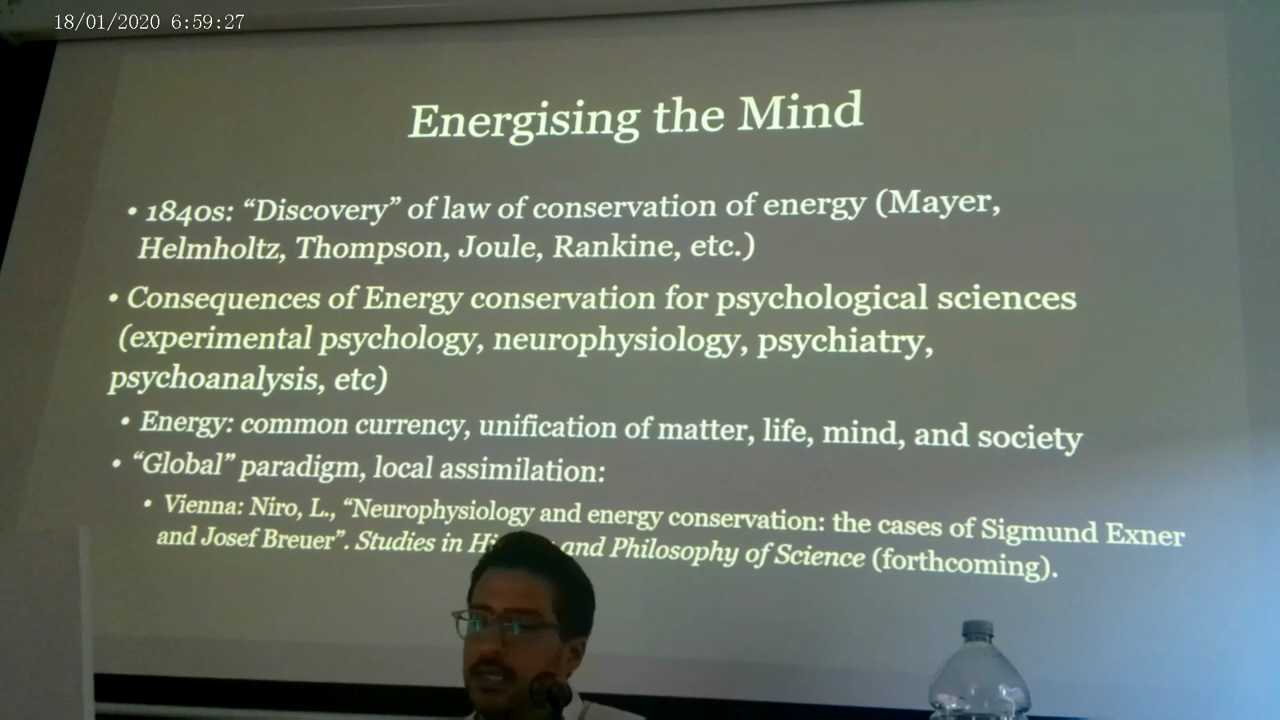 18/01/2020 6:59:27
Energising the Mind
• 1840s: “Discovery” of law of conservation of energy (Mayer,
Helmholtz, Thompson, Joule, Rankine, etc.)
• Consequences of Energy conservation for psychological sciences
(experimental psychology, neurophysiology, psychiatry,
psychoanalysis, etc)
• Energy: common currency, unification of matter, life, mind, and society
• “Global” paradigm, local assimilation:
• Vienna: Niro, L., “Neurophysiology and energy conservation: the cases of Sigmund Exner
and Josef Breuer”. Studies in and Philosophy of Science (forthcoming).